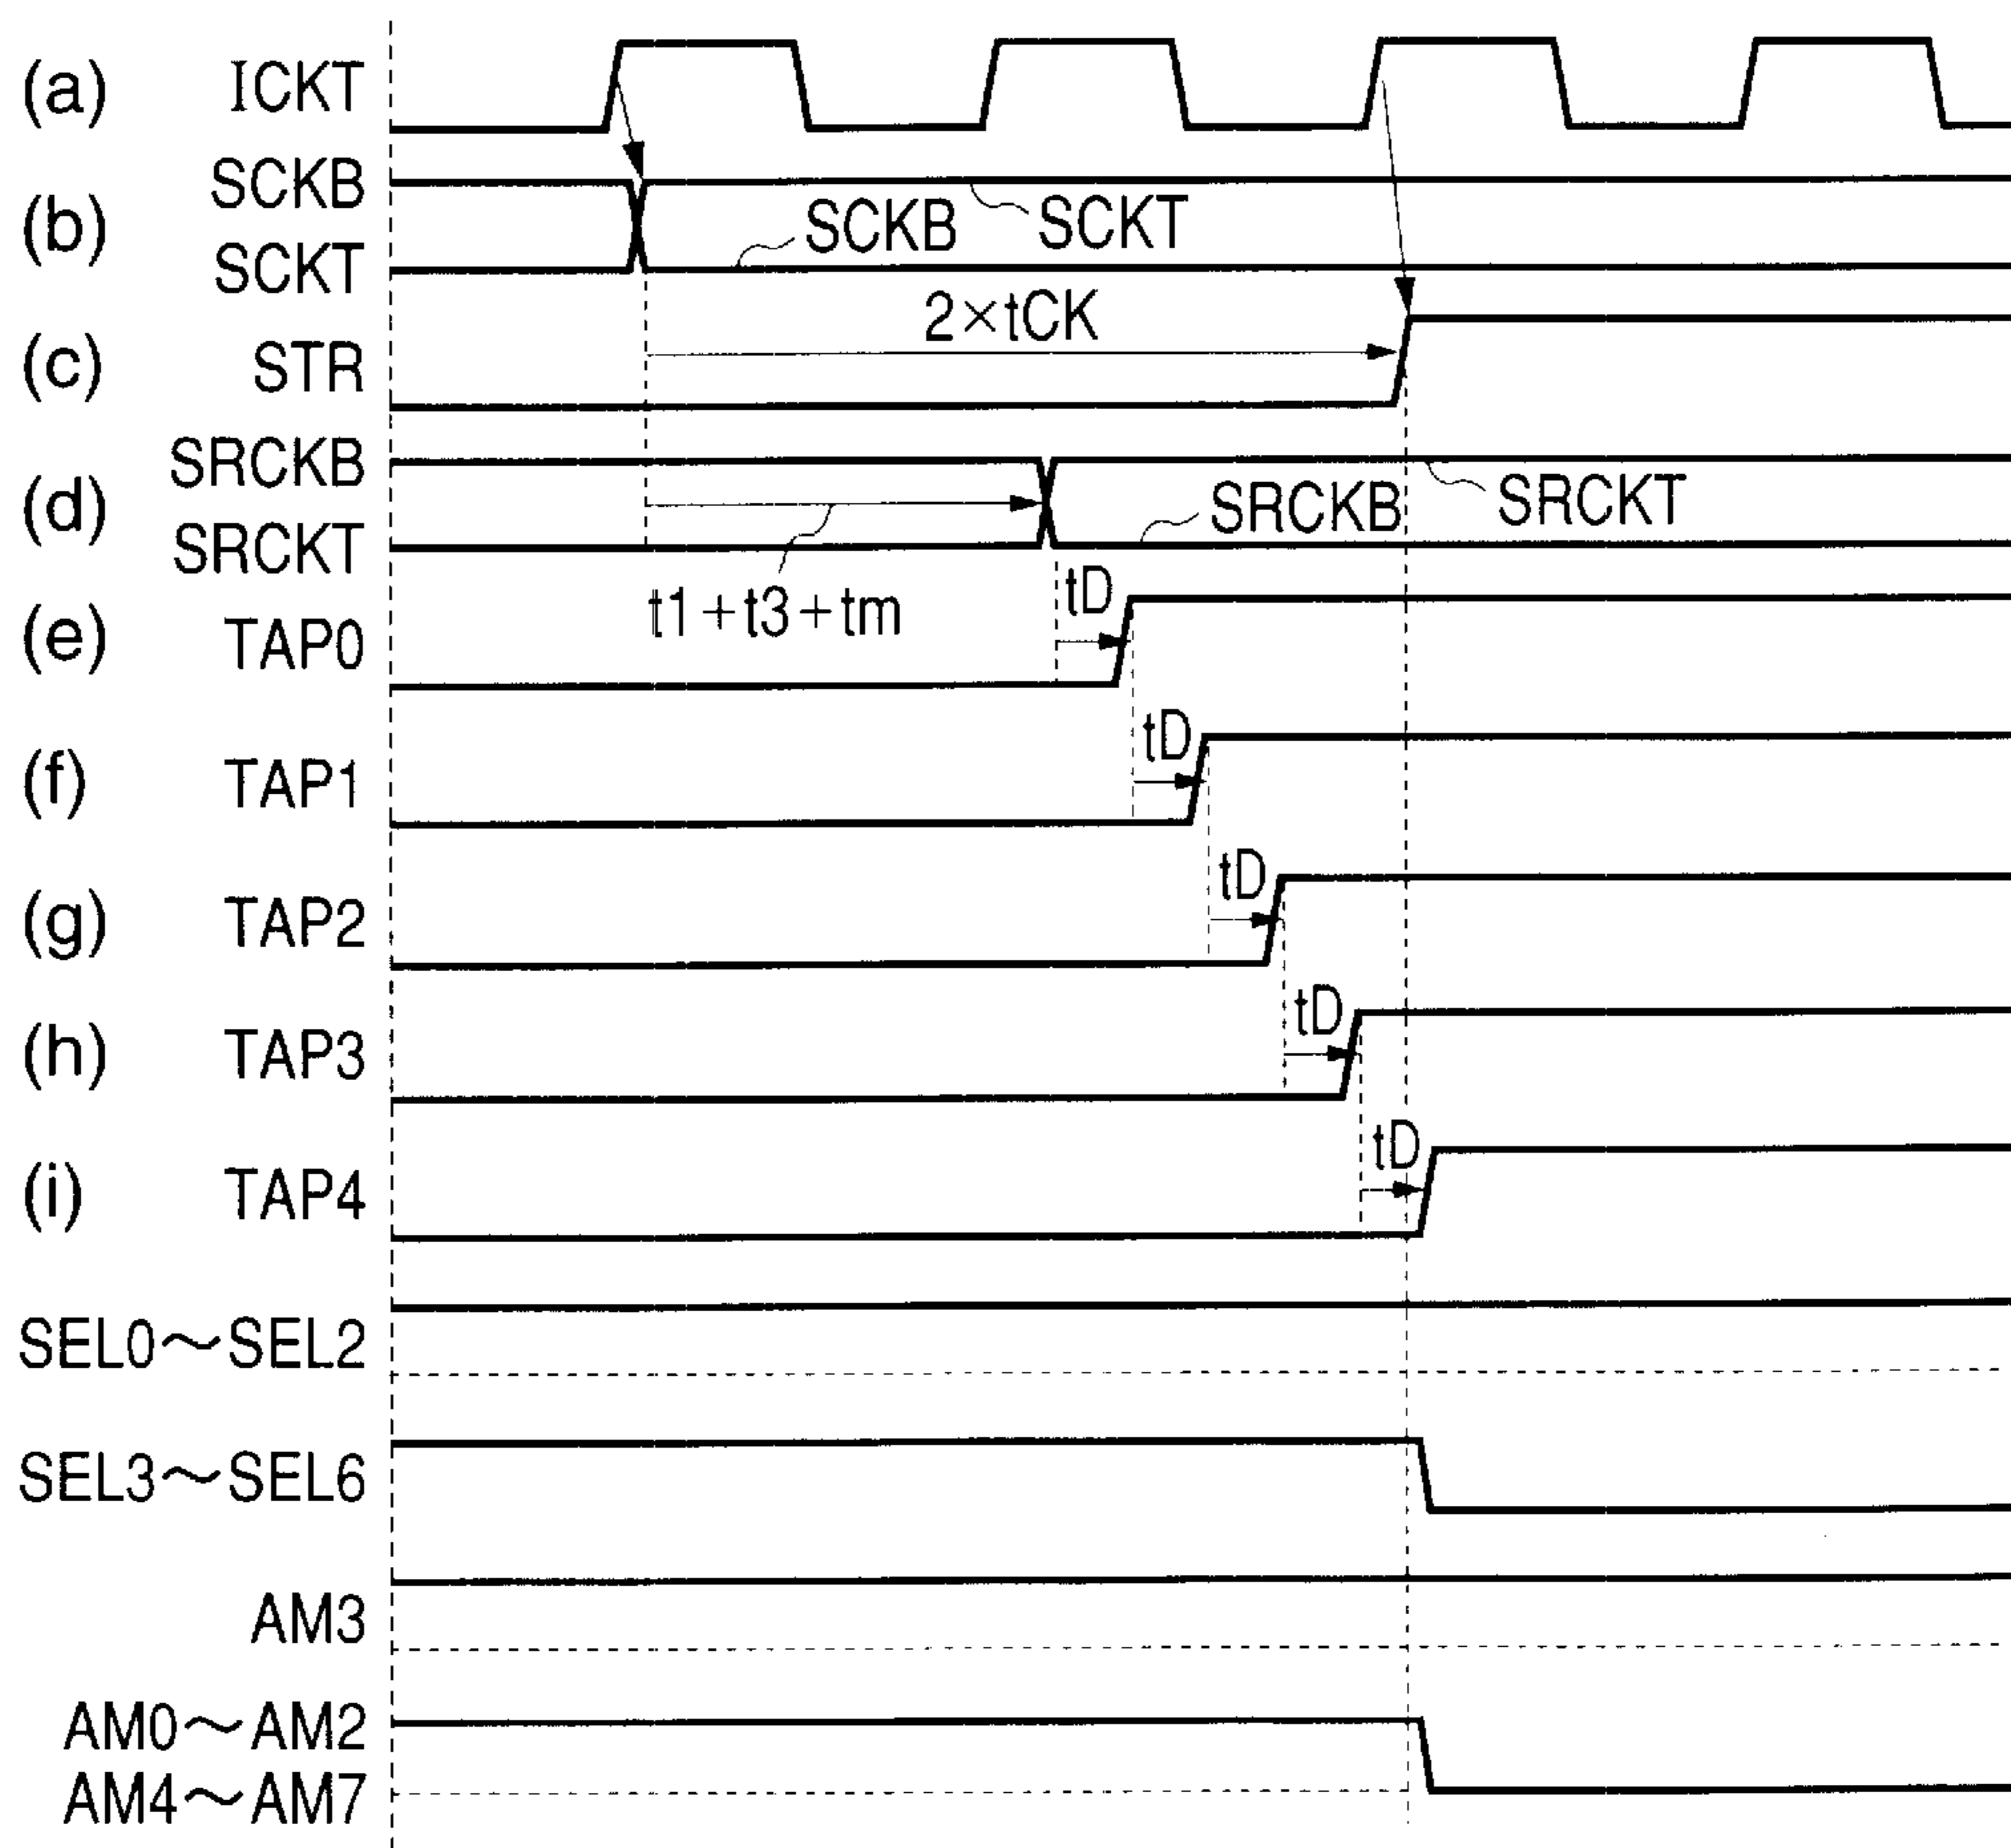 (a) ICKT
SCKB
(b) SCKB SCKT
SCKT
2×tCK
(c) STR
SRCKB
(d) SRCKB SRCKT
SRCKT
tD
t1+t3+tm
(e) TAP0
tD
(f) TAP1
tD
(g) TAP2
tD
(h) TAP3
tD
(i) TAP4
SEL0～SEL2
SEL3～SEL6
AM3
AM0～AM2
AM4～AM7